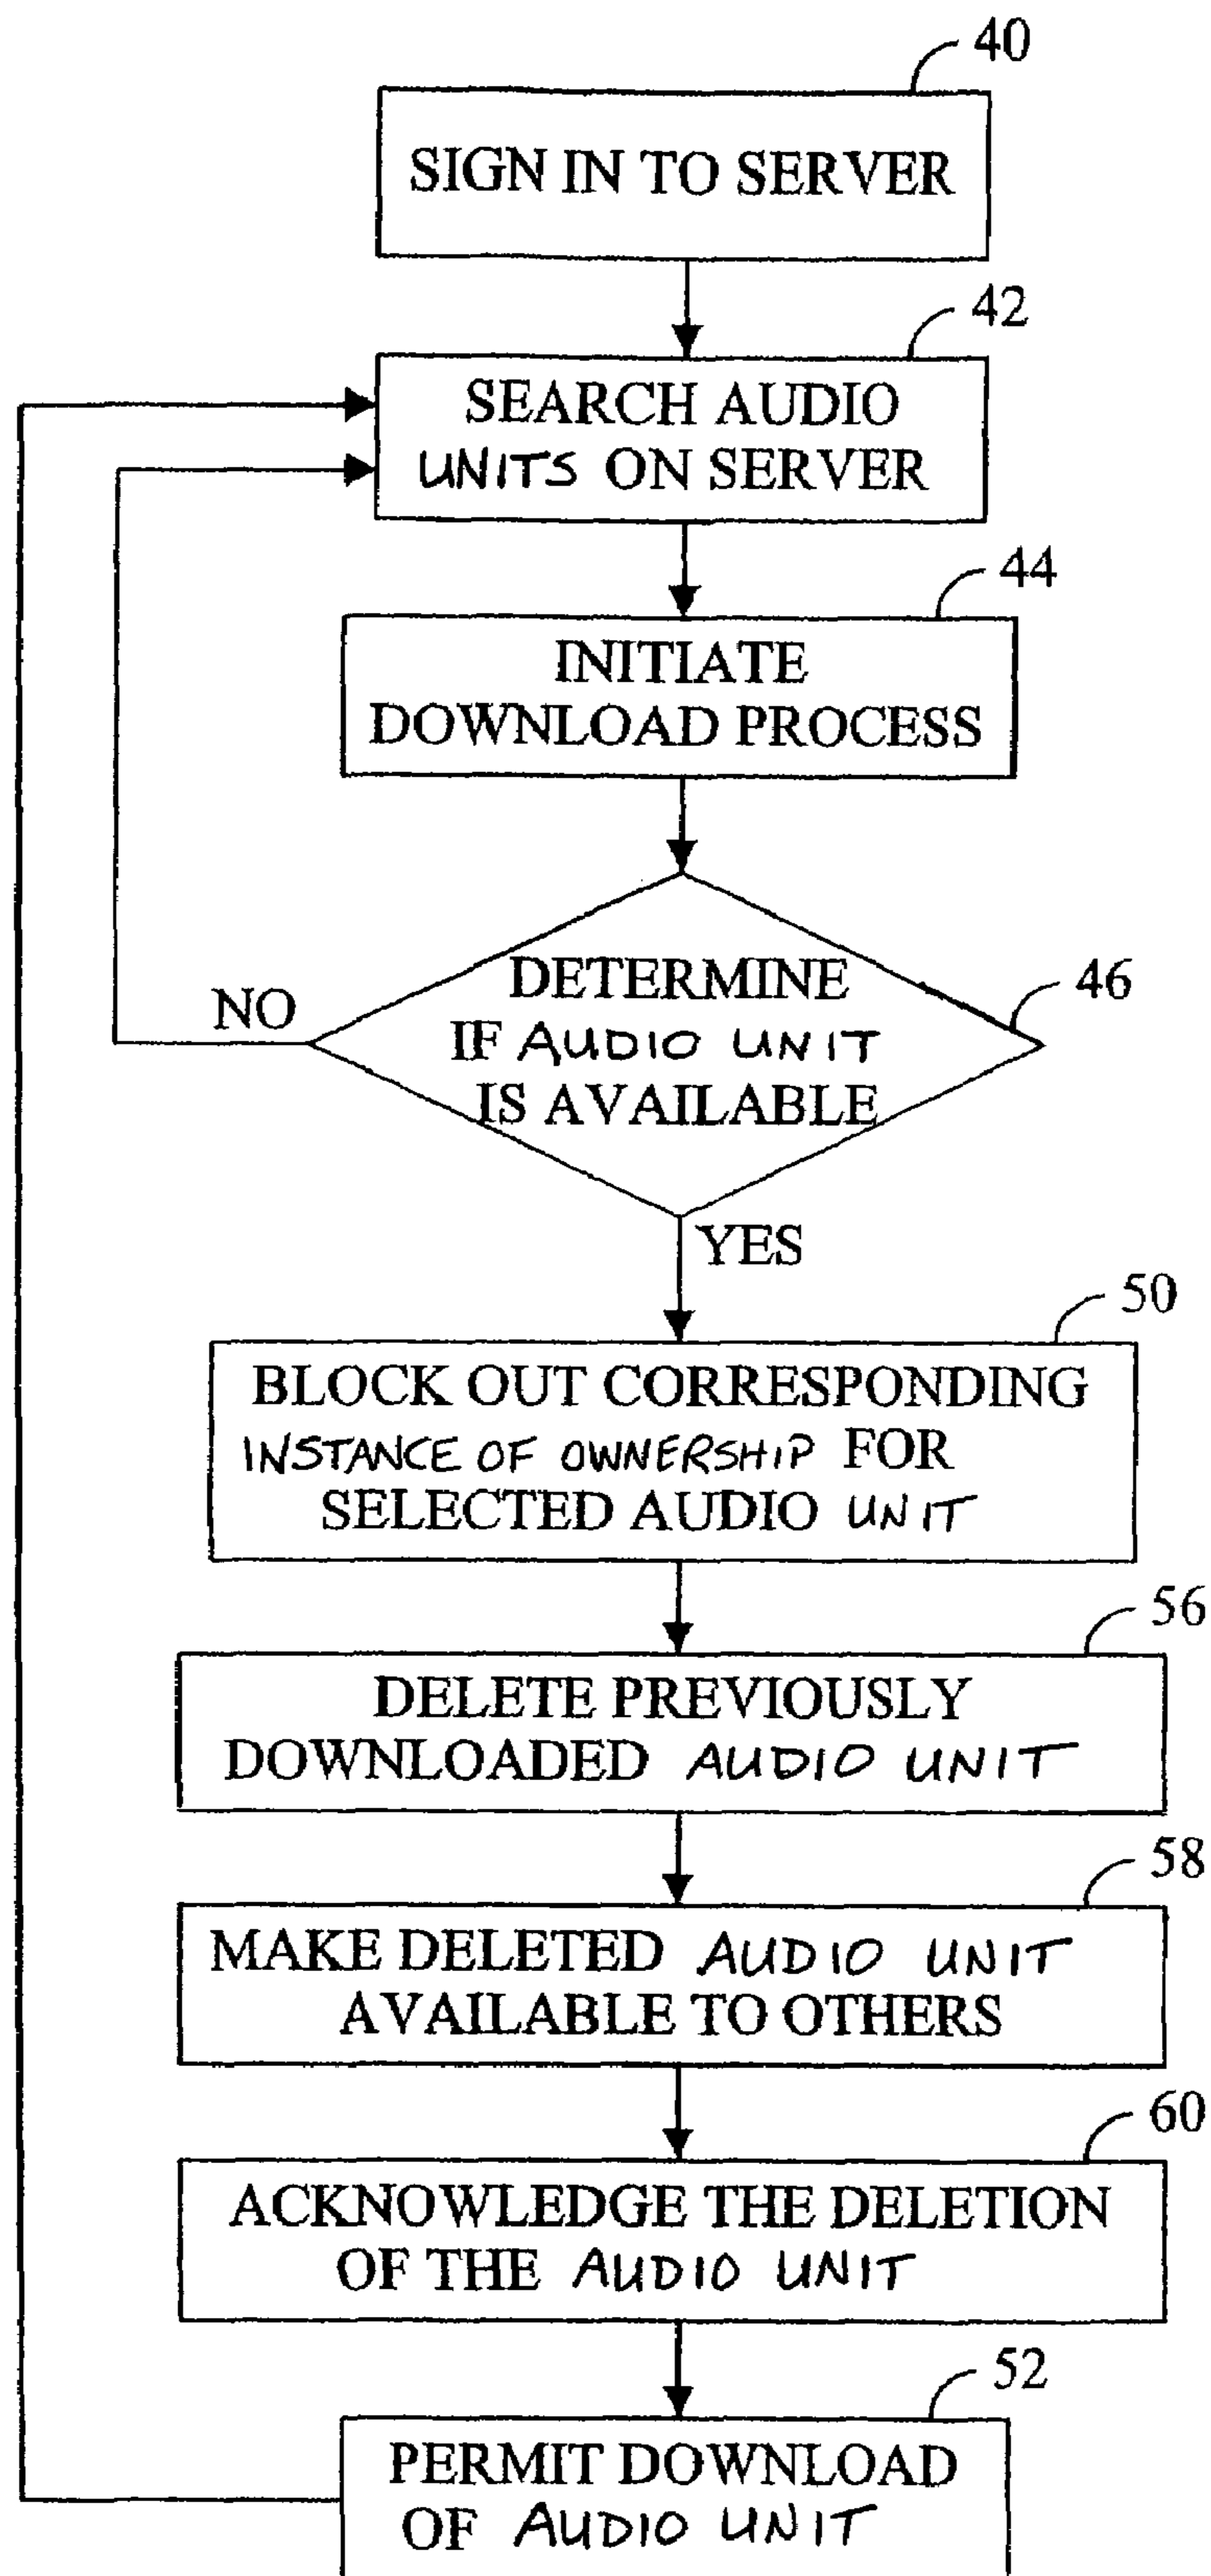 40
SIGN IN TO SERVER
42
SEARCH AUDIO
UNITS ON SERVER
44
INITIATE
DOWNLOAD PROCESS
46
DETERMINE
IF AUDIO UNIT
IS AVAILABLE
NO
YES
50
BLOCK OUT CORRESPONDING
INSTANCE OF OWNERSHIP FOR
SELECTED AUDIO UNIT
56
DELETE PREVIOUSLY
DOWNLOADED AUDIO UNIT
58
MAKE DELETED AUDIO UNIT
AVAILABLE TO OTHERS
60
ACKNOWLEDGE THE DELETION
OF THE AUDIO UNIT
52
PERMIT DOWNLOAD
OF AUDIO UNIT